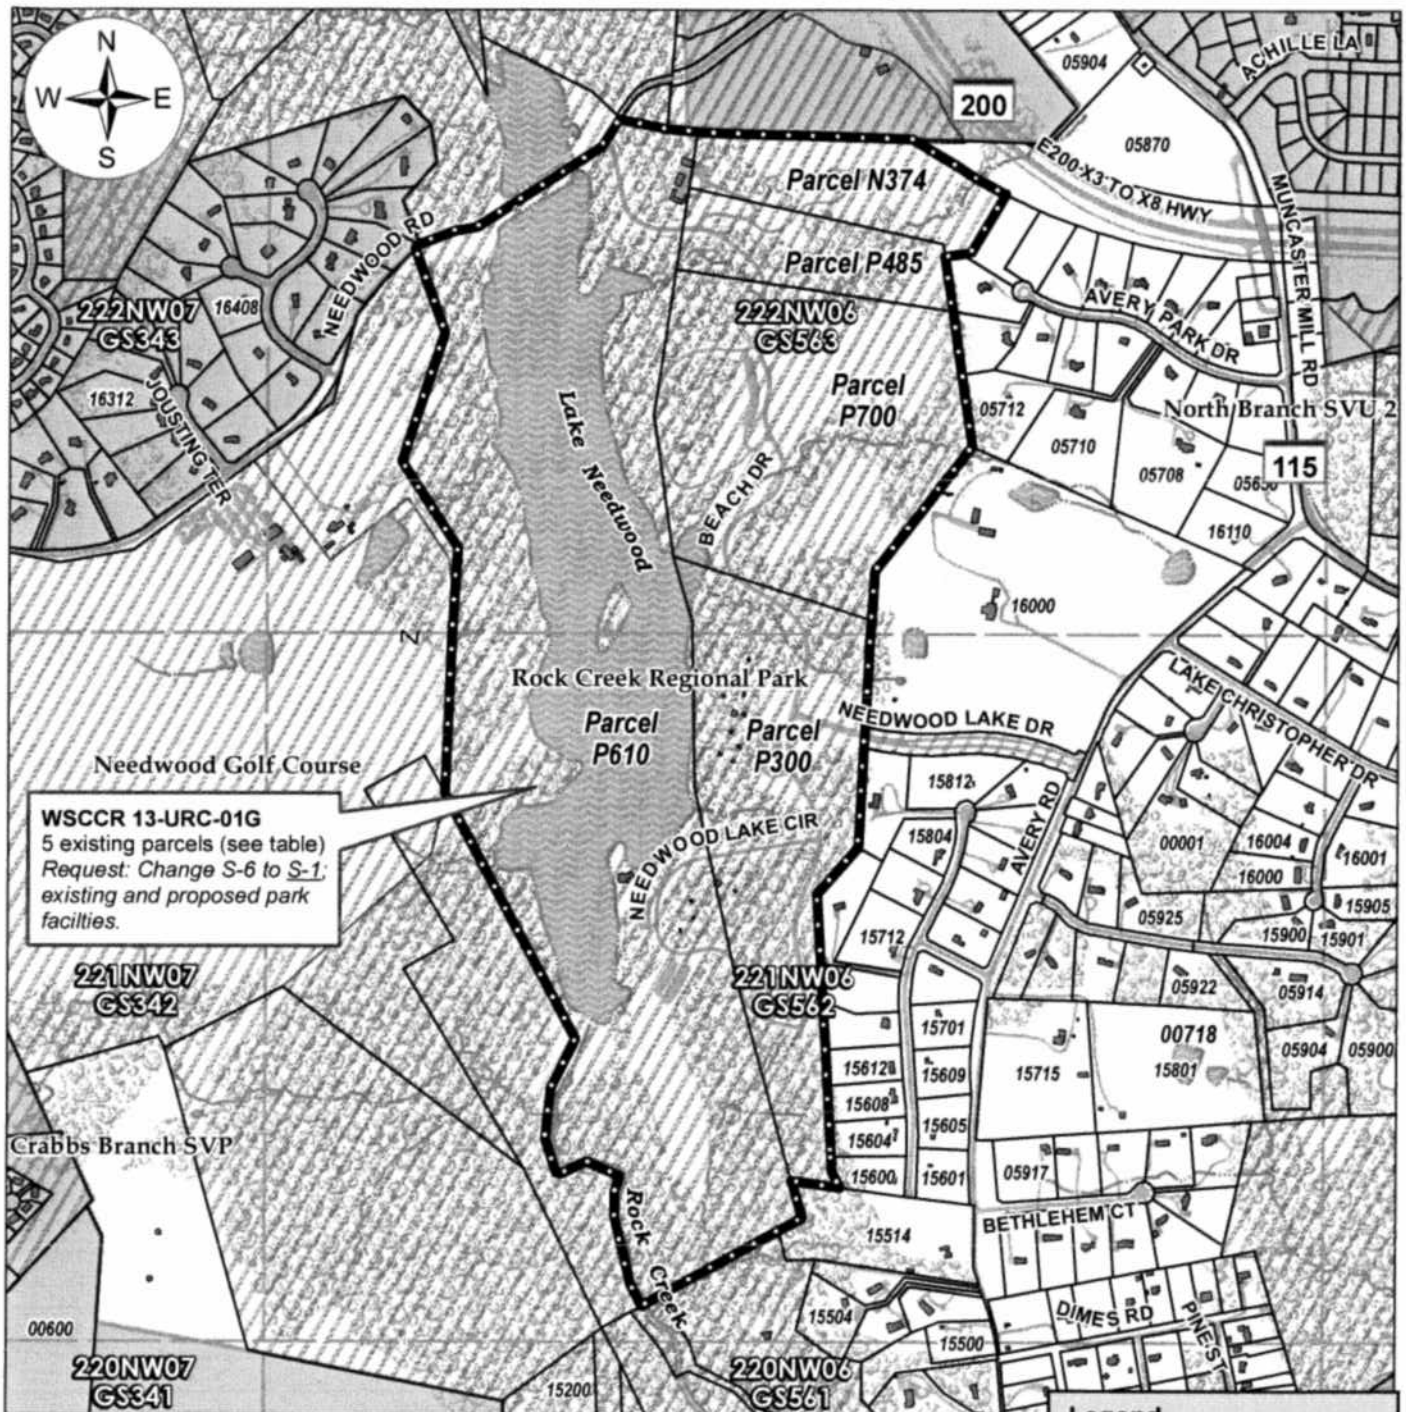 N
W E
S
200
05904
ACHILLE LA
05870
E200 X3 TO X8 HWY
MUNCASTER MILL RD
Parcel N374
Parcel P485
NEEDWOOD RD
16408
222NW07
GS343
222NW06
GS563
AVERY PARK DR
16312
JOUSTING TER
Lake Needwood
Parcel
P700
05712
North Branch SVU 2
05710
05708
115
16110
BEACH DR
16000
Z
Rock Creek Regional Park
Parcel
P610
Parcel
P300
NEEDWOOD LAKE DR
LAKE CHRISTOPHER DR
Needwood Golf Course
WSCCR 13-URC-01G
5 existing parcels (see table)
Request: Change S-6 to S-1;
existing and proposed park
facilties.
15812
15804
AVERY RD
NEEDWOOD LAKE CIR
00001
16004
16001
16000
15905
05925
15900
15901
15712
221NW07
GS342
221NW06
GS562
05922
05914
15701
00718
05904
05900
15612
15609
15715
15801
15608
15605
15604
Crabbs Branch SVP
15600
15601
05917
BETHLEHEM CT
Rock Creek
15514
15504
DIMES RD
PINE ST
15500
00600
220NW07
GS341
15200
220NW06
GS561